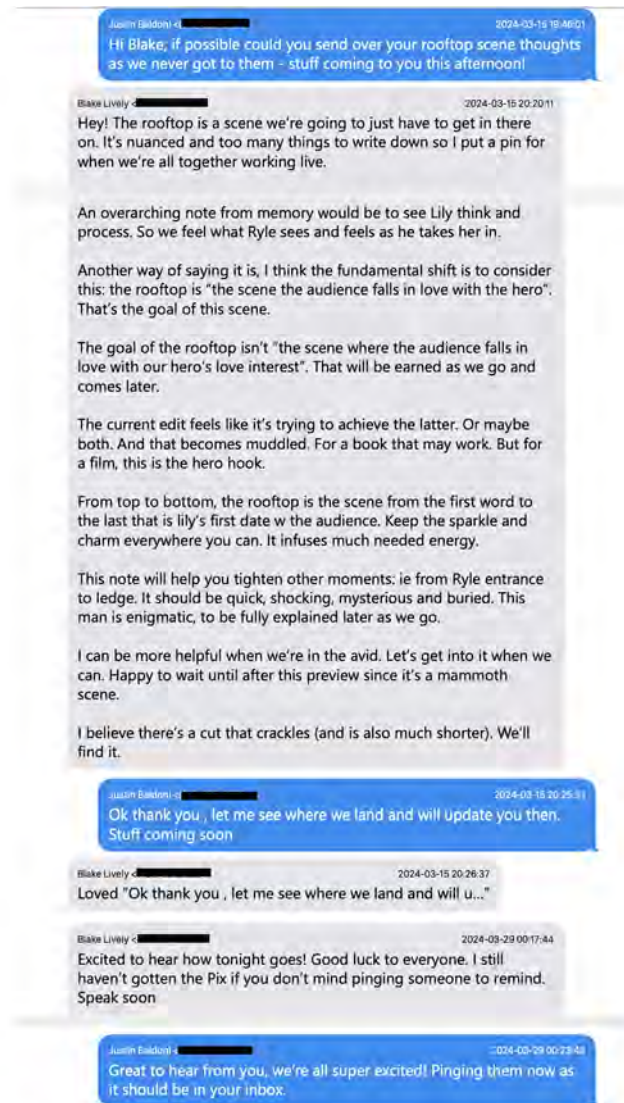 Justin Baldoni <
2024-03-15 19:46:01
Hi Blake, if possible could you send over your rooftop scene thoughts
as we never got to them - stuff coming to you this afternoon!
Blake Lively <
2024-03-15 20:20:11
Hey! The rooftop is a scene we're going to just have to get in there
on. It's nuanced and too many things to write down so I put a pin for
when we're all together working live.
An overarching note from memory would be to see Lily think and
process. So we feel what Ryle sees and feels as he takes her in.
Another way of saying it is, I think the fundamental shift is to consider
this: the rooftop is "the scene the audience falls in love with the hero".
That's the goal of this scene.
The goal of the rooftop isn't "the scene where the audience falls in
love with our hero's love interest". That will be earned as we go and
comes later.
The current edit feels like it's trying to achieve the latter. Or maybe
both. And that becomes muddled. For a book that may work. But for
a film, this is the hero hook.
From top to bottom, the rooftop is the scene from the first word to
the last that is lily's first date w the audience. Keep the sparkle and
charm everywhere you can. It infuses much needed energy.
This note will help you tighten other moments: ie from Ryle entrance
to ledge. It should be quick, shocking, mysterious and buried. This
man is enigmatic, to be fully explained later as we go.
I can be more helpful when we're in the avid. Let's get into it when we
can. Happy to wait until after this preview since it's a mammoth
scene.
I believe there's a cut that crackles (and is also much shorter). We'll
find it.
Justin Baldoni <
2024-03-15 20:25:31
Ok thank you , let me see where we land and will update you then.
Stuff coming soon
Blake Lively <
2024-03-15 20:26:37
Loved "Ok thank you , let me see where we land and will u..."
Blake Lively <
2024-03-29 00:17:44
Excited to hear how tonight goes! Good luck to everyone. I still
haven't gotten the Pix if you don't mind pinging someone to remind.
Speak soon
Justin Baldoni <
2024-03-29 00:23:48
Great to hear from you, we're all super excited! Pinging them now as
it should be in your inbox.